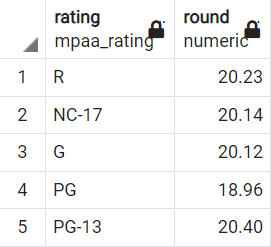 rating round
mpaa_rating numeric
1 R 20.23
2 NC-17 20.14
3 G 20.12
4 PG 18.96
5 PG-13 20.40